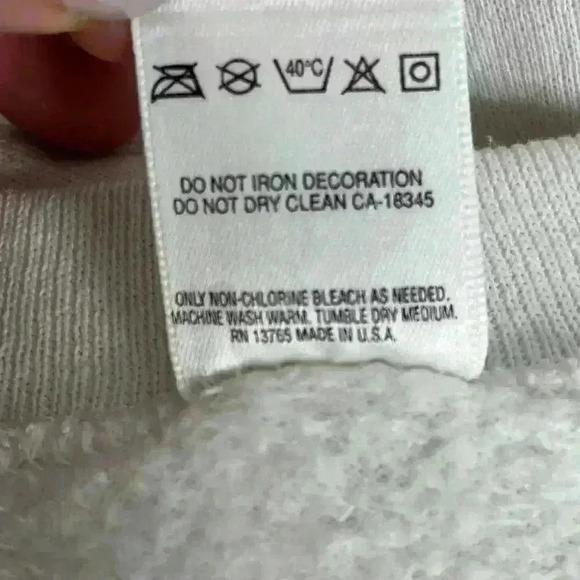 40°C
DO NOT IRON DECORATION
DO NOT DRY CLEAN CA-16345
ONLY NON-CHLORINE BLEACH AS NEEDED.
MACHINE WASH WARM. TUMBLE DRY MEDIUM.
RN 13765 MADE IN U.S.A.